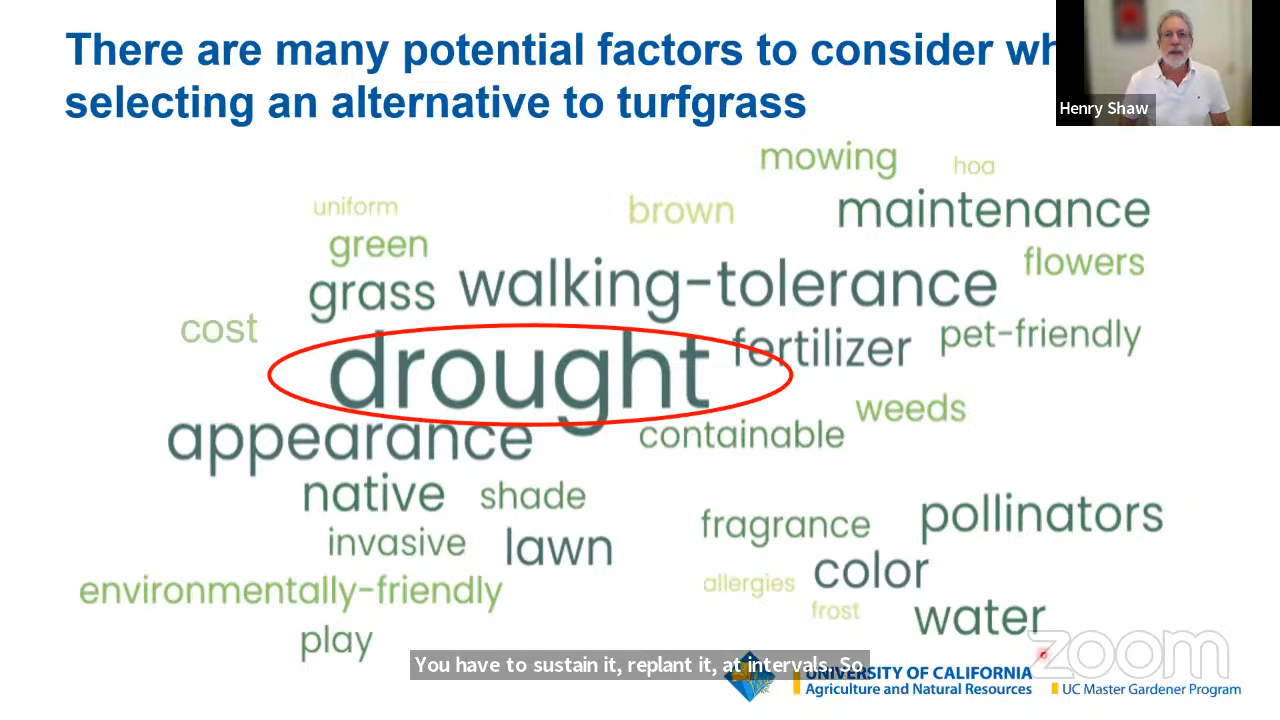 There are many potential factors to consider wh
selecting an alternative to turfgrass
Henry Shaw
mowing
hoa
uniform
brown
maintenance
green
flowers
grass
walking-tolerance
cost
drought
fertilizer
pet-friendly
weeds
appearance
containable
native
shade
fragrance
pollinators
invasive
lawn
color
environmentally-friendly
allergies
frost
water
play
You have to sustain it, replant it, at intervals. So
zoom
UNIVERSITY OF CALIFORNIA
Agriculture and Natural Resources
UC Master Gardener Program